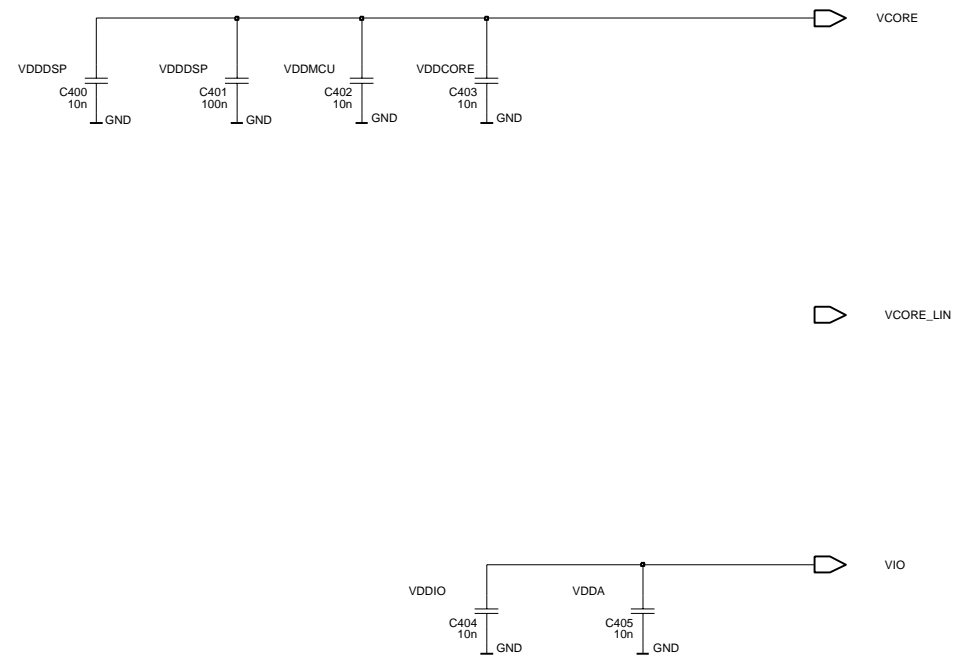 VCORE
VDDDSP
VDDDSP
VDDMCU
VDDCORE
C400
10n
GND
C401
100n
GND
C402
10n
GND
C403
10n
GND
VCORE_LIN
VIO
VDDIO
VDDA
C404
10n
GND
C405
10n
GND